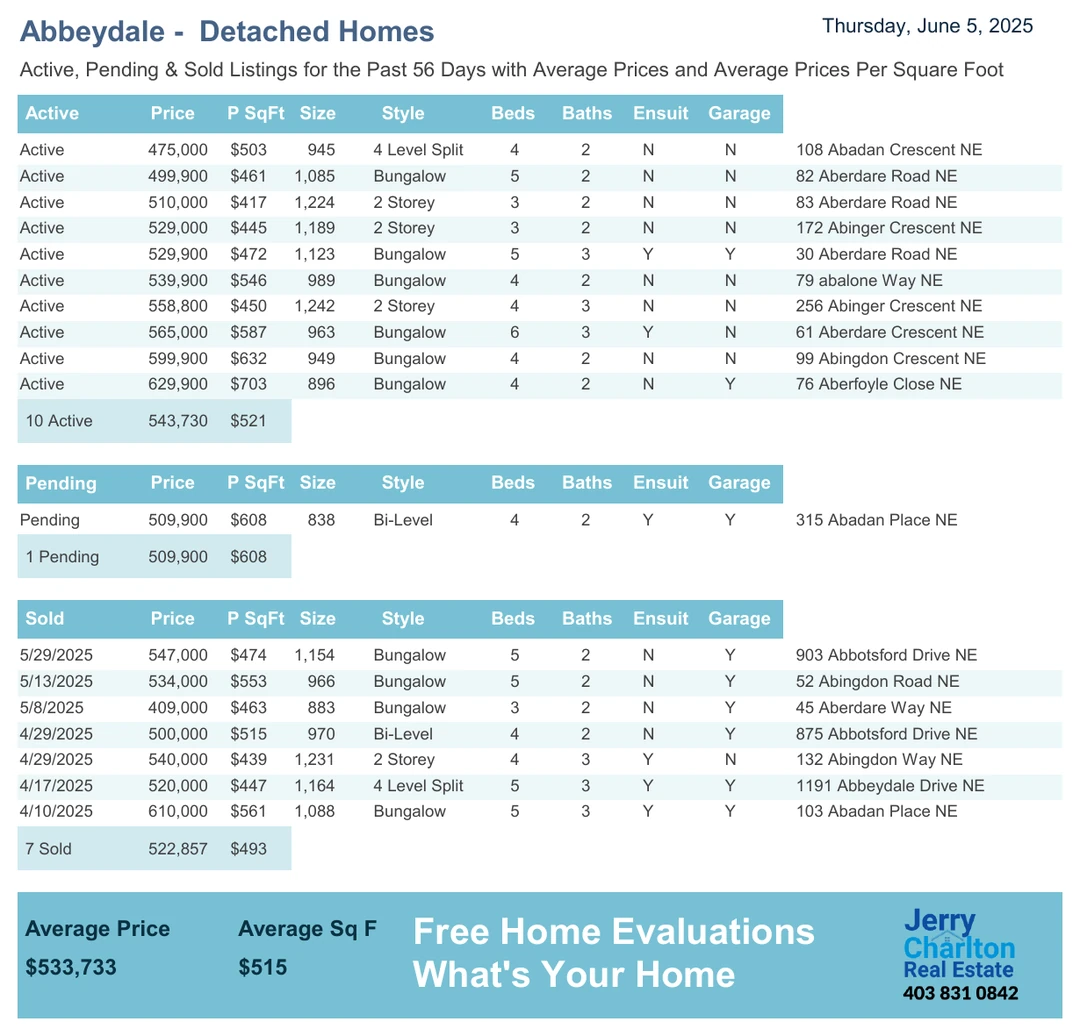 Abbeydale - Detached Homes
Thursday, June 5, 2025
Active, Pending & Sold Listings for the Past 56 Days with Average Prices and Average Prices Per Square Foot
Active Price P SqFt Size Style Beds Baths Ensuit Garage
Active 475,000 $503 945 4 Level Split 4 2 N N 108 Abadan Crescent NE
Active 499,900 $461 1,085 Bungalow 5 2 N N 82 Aberdare Road NE
Active 510,000 $417 1,224 2 Storey 3 2 N N 83 Aberdare Road NE
Active 529,000 $445 1,189 2 Storey 3 2 N N 172 Abinger Crescent NE
Active 529,900 $472 1,123 Bungalow 5 3 Y Y 30 Aberdare Road NE
Active 539,900 $546 989 Bungalow 4 2 N N 79 abalone Way NE
Active 558,800 $450 1,242 2 Storey 4 3 N N 256 Abinger Crescent NE
Active 565,000 $587 963 Bungalow 6 3 Y N 61 Aberdare Crescent NE
Active 599,900 $632 949 Bungalow 4 2 N N 99 Abingdon Crescent NE
Active 629,900 $703 896 Bungalow 4 2 N Y 76 Aberfoyle Close NE
10 Active 543,730 $521
Pending Price P SqFt Size Style Beds Baths Ensuit Garage
Pending 509,900 $608 838 Bi-Level 4 2 Y Y 315 Abadan Place NE
1 Pending 509,900 $608
Sold Price P SqFt Size Style Beds Baths Ensuit Garage
5/29/2025 547,000 $474 1,154 Bungalow 5 2 N Y 903 Abbotsford Drive NE
5/13/2025 534,000 $553 966 Bungalow 5 2 N Y 52 Abingdon Road NE
5/8/2025 409,000 $463 883 Bungalow 3 2 N Y 45 Aberdare Way NE
4/29/2025 500,000 $515 970 Bi-Level 4 2 N Y 875 Abbotsford Drive NE
4/29/2025 540,000 $439 1,231 2 Storey 4 3 Y N 132 Abingdon Way NE
4/17/2025 520,000 $447 1,164 4 Level Split 5 3 Y Y 1191 Abbeydale Drive NE
4/10/2025 610,000 $561 1,088 Bungalow 5 3 Y Y 103 Abadan Place NE
7 Sold 522,857 $493
Average Price
$533,733
Average Sq F
$515
Free Home Evaluations
What's Your Home
Jerry
Charlton
Real Estate
403 831 0842